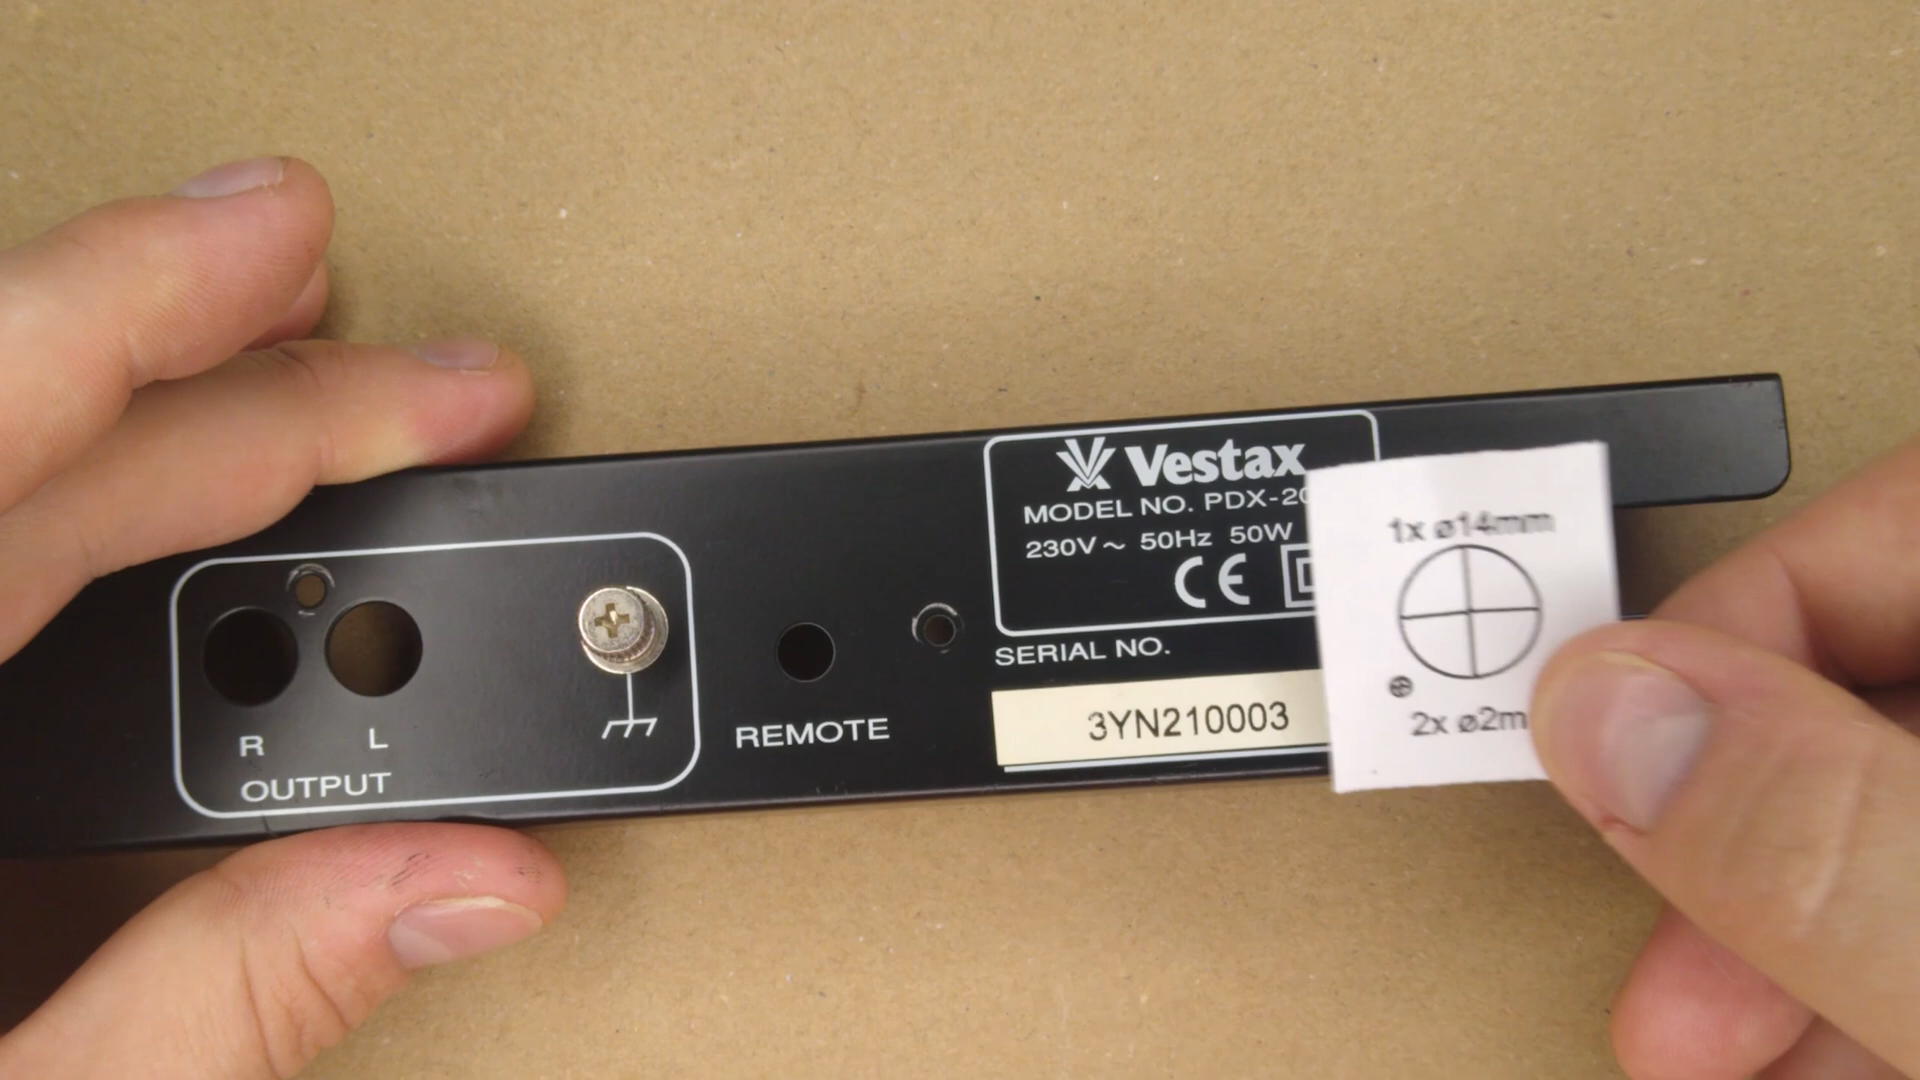 Vestax
MODEL NO. PDX-20
230V~ 50Hz 50W
CE
SERIAL NO.
3YN210003
R L
OUTPUT
REMOTE
1x ø14mm
2x ø2m